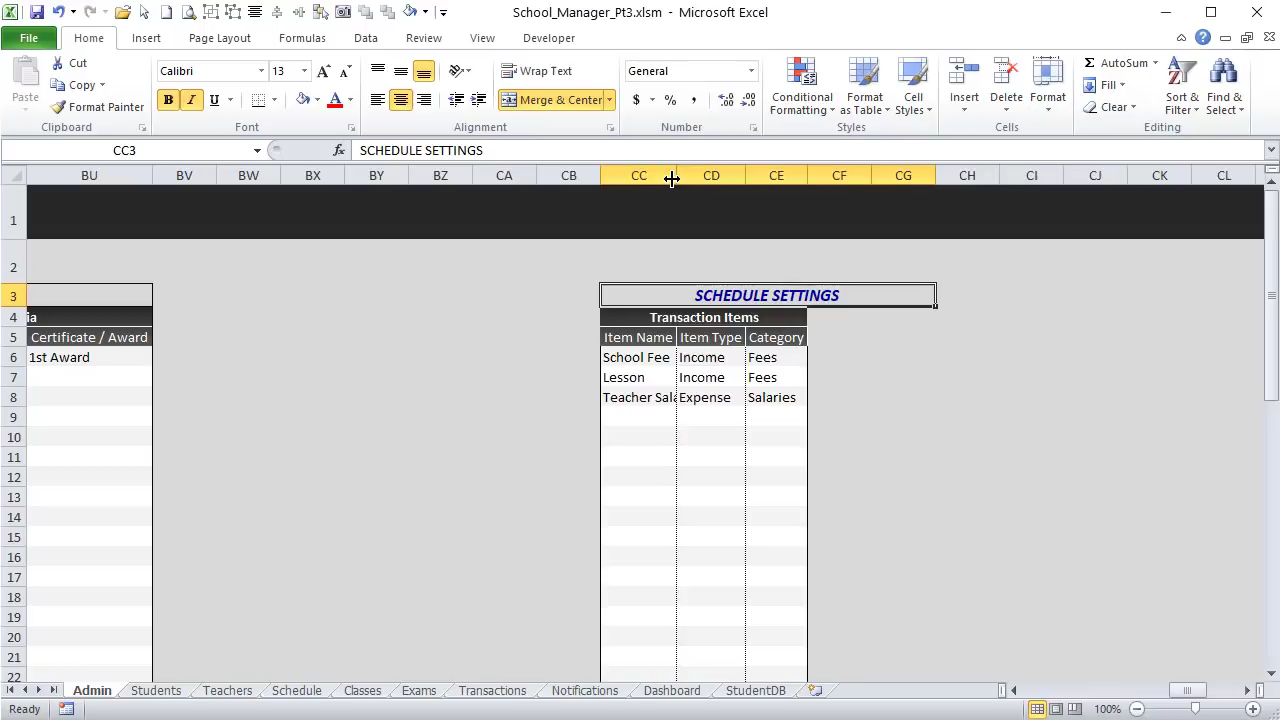 School_Manager_Pt3.xlsm - Microsoft Excel
File Home Insert Page Layout Formulas Data Review View Developer
Paste Cut Copy Format Painter Clipboard
Calibri 13 B I U Font
Wrap Text Merge & Center Alignment
General $ % , Number
Conditional Formatting Format as Table Cell Styles Styles
Insert Delete Format Cells
AutoSum Fill Clear Sort & Filter Find & Select Editing
CC3 fx SCHEDULE SETTINGS
BU BV BW BX BY BZ CA CB CC CD CE CF CG CH CI CJ CK CL
1
2
3 SCHEDULE SETTINGS
4 ia Transaction Items
5 Certificate / Award Item Name Item Type Category
6 1st Award School Fee Income Fees
7 Lesson Income Fees
8 Teacher Sala Expense Salaries
9
10
11
12
13
14
15
16
17
18
19
20
21
22
Admin Students Teachers Schedule Classes Exams Transactions Notifications Dashboard StudentDB
Ready 100%